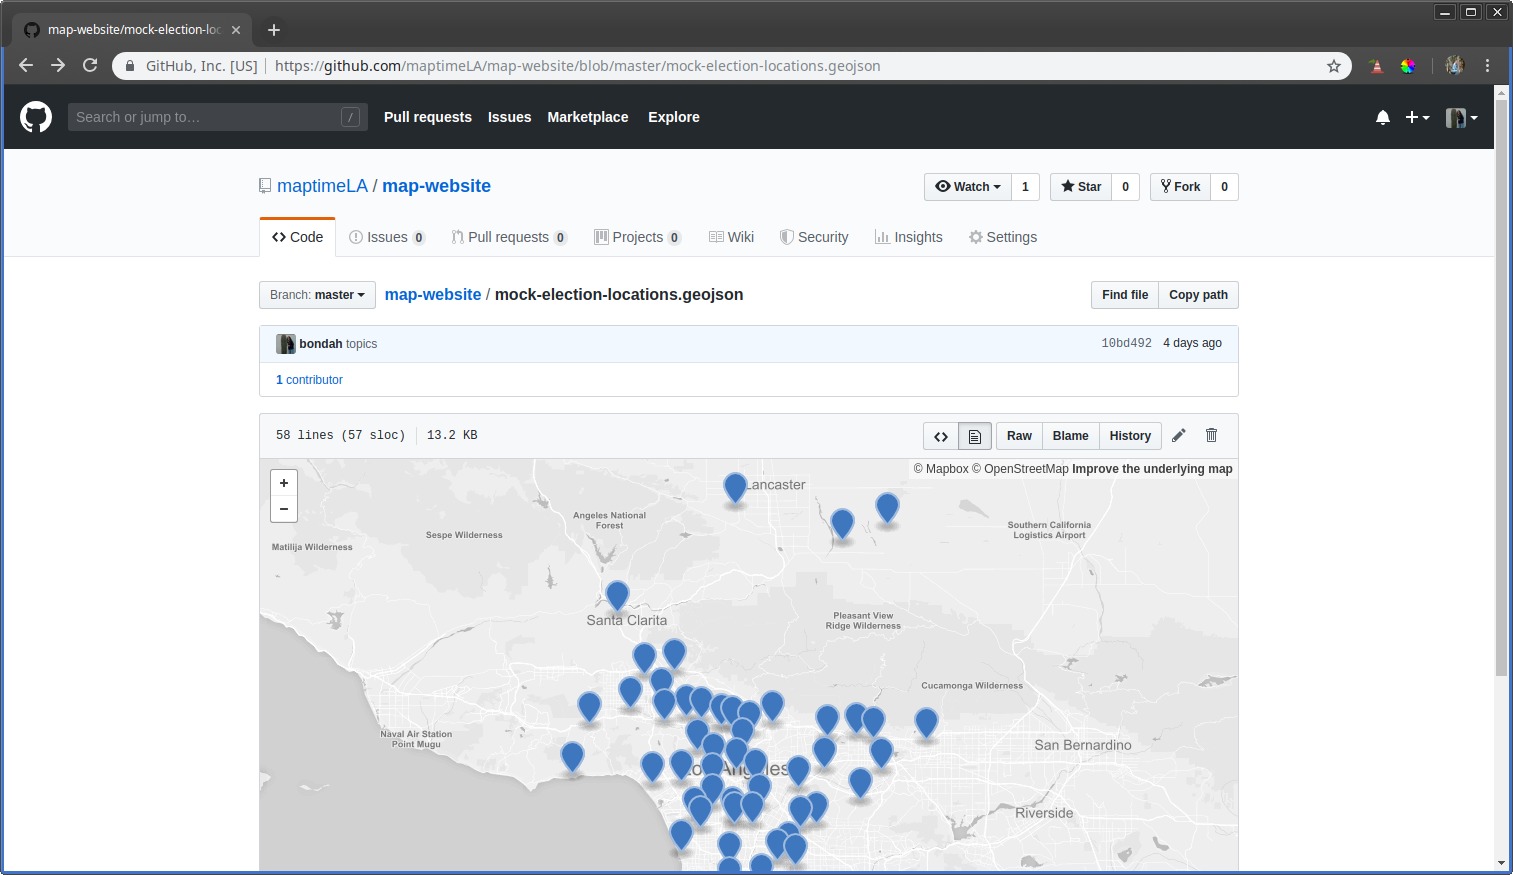 map-website/mock-election-loc
GitHub, Inc. [US] https://github.com/maptimeLA/map-website/blob/master/mock-election-locations.geojson
Search or jump to… / Pull requests Issues Marketplace Explore
maptimeLA / map-website Watch 1 Star 0 Fork 0
Code Issues 0 Pull requests 0 Projects 0 Wiki Security Insights Settings
Branch: master map-website / mock-election-locations.geojson Find file Copy path
bondah topics 10bd492 4 days ago
1 contributor
58 lines (57 sloc) 13.2 KB Raw Blame History
+
−
© Mapbox © OpenStreetMap Improve the underlying map
Lancaster
Angeles National
Forest
Southern California
Logistics Airport
Sespe Wilderness
Matilija Wilderness
Santa Clarita
Pleasant View
Ridge Wilderness
Cucamonga Wilderness
Naval Air Station
Point Mugu
San Bernardino
Los Angeles
Riverside